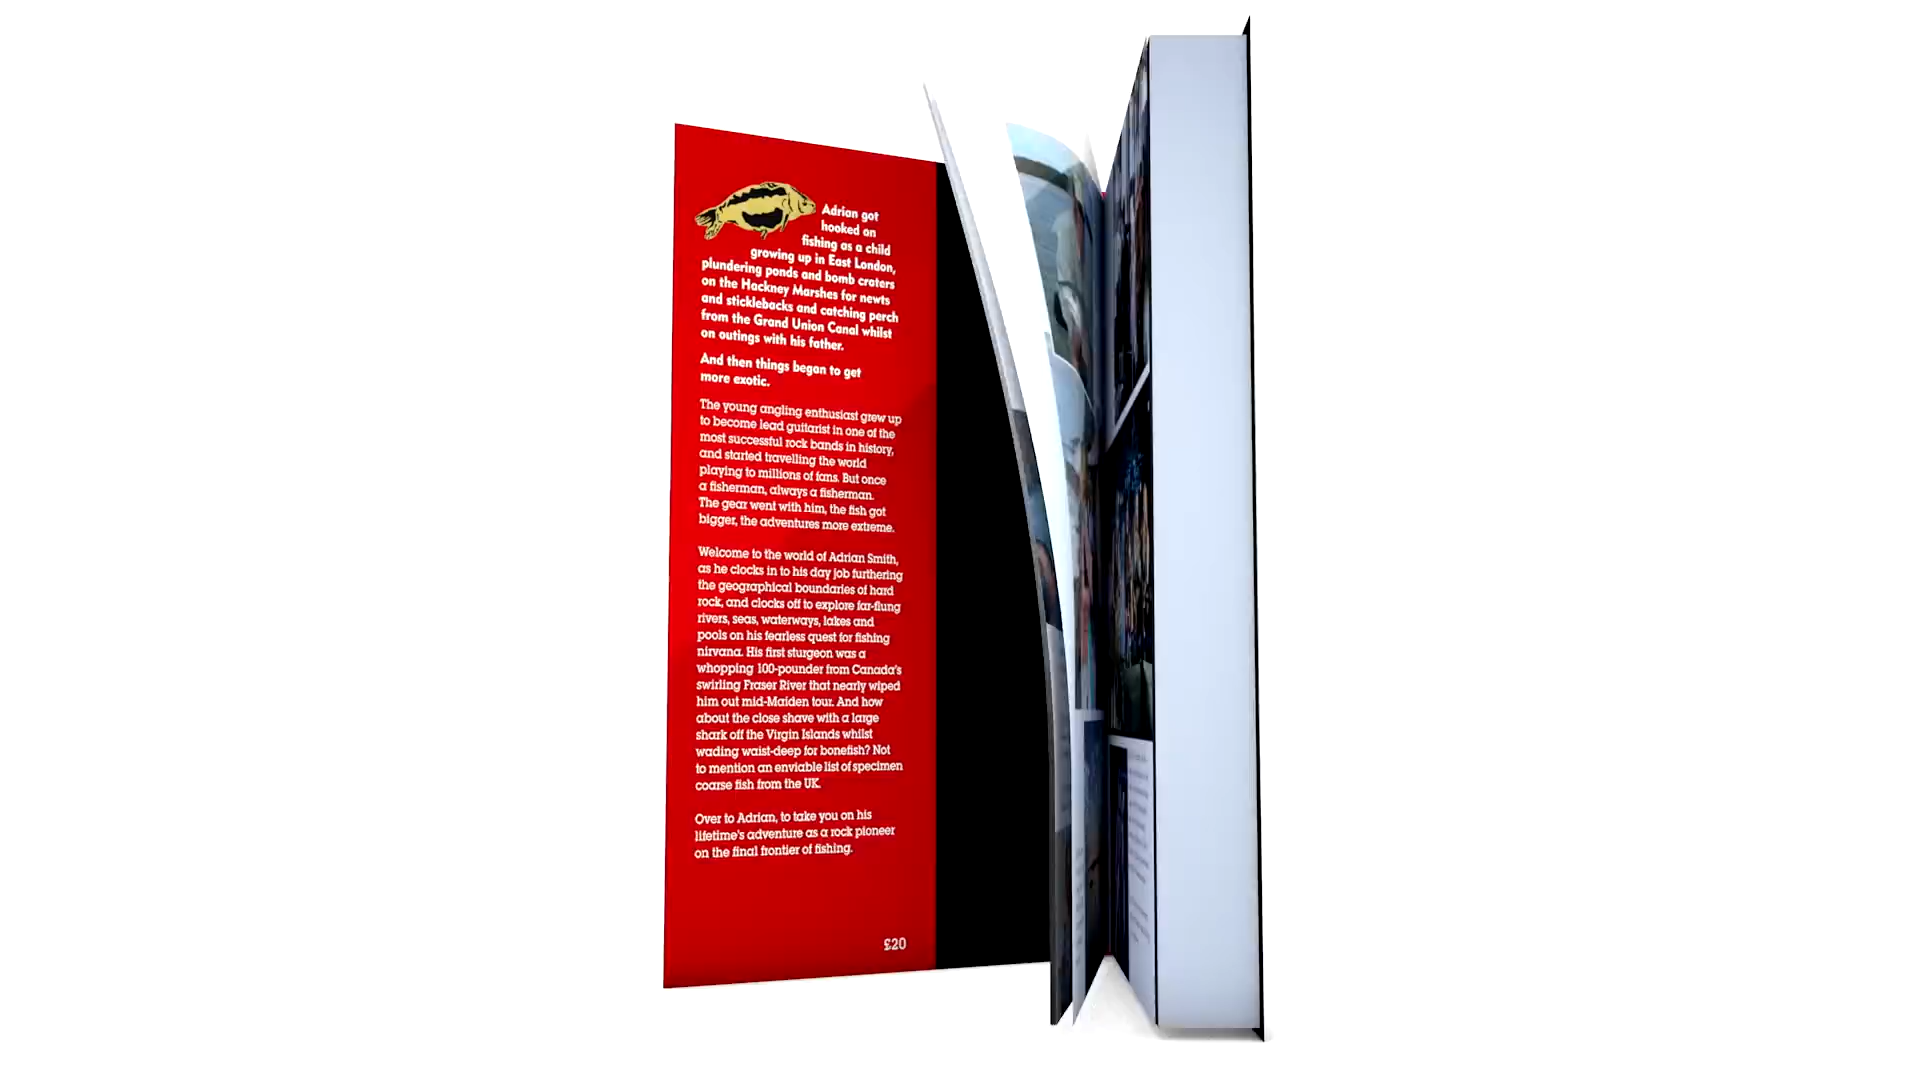 Adrian got
hooked on
fishing as a child
growing up in East London,
plundering ponds and bomb craters
on the Hackney Marshes for newts
and sticklebacks and catching perch
from the Grand Union Canal whilst
on outings with his father.
And then things began to get
more exotic.
The young angling enthusiast grew up
to become lead guitarist in one of the
most successful rock bands in history,
and started travelling the world
playing to millions of fans. But once
a fisherman, always a fisherman.
The gear went with him, the fish got
bigger, the adventures more extreme.
Welcome to the world of Adrian Smith,
as he clocks in to his day job furthering
the geographical boundaries of hard
rock, and clocks off to explore far-flung
rivers, seas, waterways, lakes and
pools on his fearless quest for fishing
nirvana. His first sturgeon was a
whopping 100-pounder from Canada's
swirling Fraser River that nearly wiped
him out mid-Maiden tour. And how
about the close shave with a large
shark off the Virgin Islands whilst
wading waist-deep for bonefish? Not
to mention an enviable list of specimen
coarse fish from the UK.
Over to Adrian, to take you on his
lifetime's adventure as a rock pioneer
on the final frontier of fishing.
£20